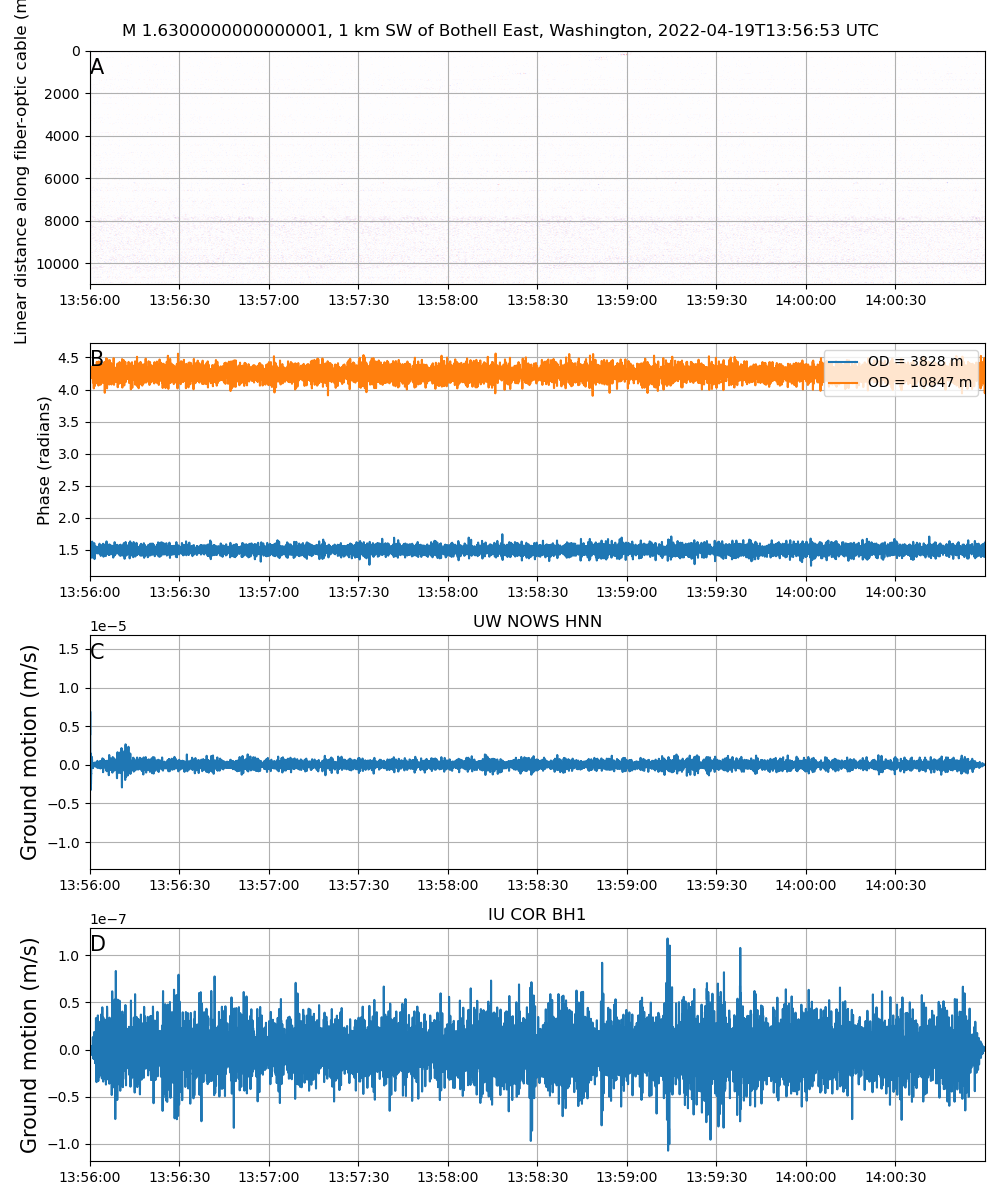 M 1.6300000000000001, 1 km SW of Bothell East, Washington, 2022-04-19T13:56:53 UTC
Linear distance along fiber-optic cable (m
A
0
2000
4000
6000
8000
10000
13:56:00 13:56:30 13:57:00 13:57:30 13:58:00 13:58:30 13:59:00 13:59:30 14:00:00 14:00:30
Phase (radians)
B
4.5
4.0
3.5
3.0
2.5
2.0
1.5
OD = 3828 m
OD = 10847 m
13:56:00 13:56:30 13:57:00 13:57:30 13:58:00 13:58:30 13:59:00 13:59:30 14:00:00 14:00:30
UW NOWS HNN
1e−5
Ground motion (m/s)
C
1.5
1.0
0.5
0.0
−0.5
−1.0
13:56:00 13:56:30 13:57:00 13:57:30 13:58:00 13:58:30 13:59:00 13:59:30 14:00:00 14:00:30
IU COR BH1
1e−7
Ground motion (m/s)
D
1.0
0.5
0.0
−0.5
−1.0
13:56:00 13:56:30 13:57:00 13:57:30 13:58:00 13:58:30 13:59:00 13:59:30 14:00:00 14:00:30